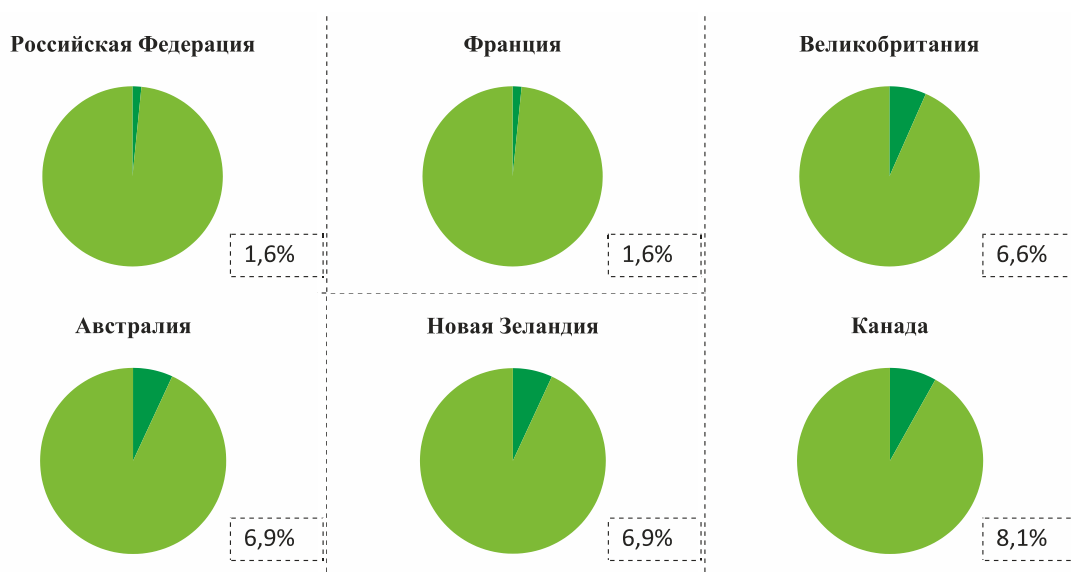 Российская Федерация
1,6%
Франция
1,6%
Великобритания
6,6%
Австралия
6,9%
Новая Зеландия
6,9%
Канада
8,1%